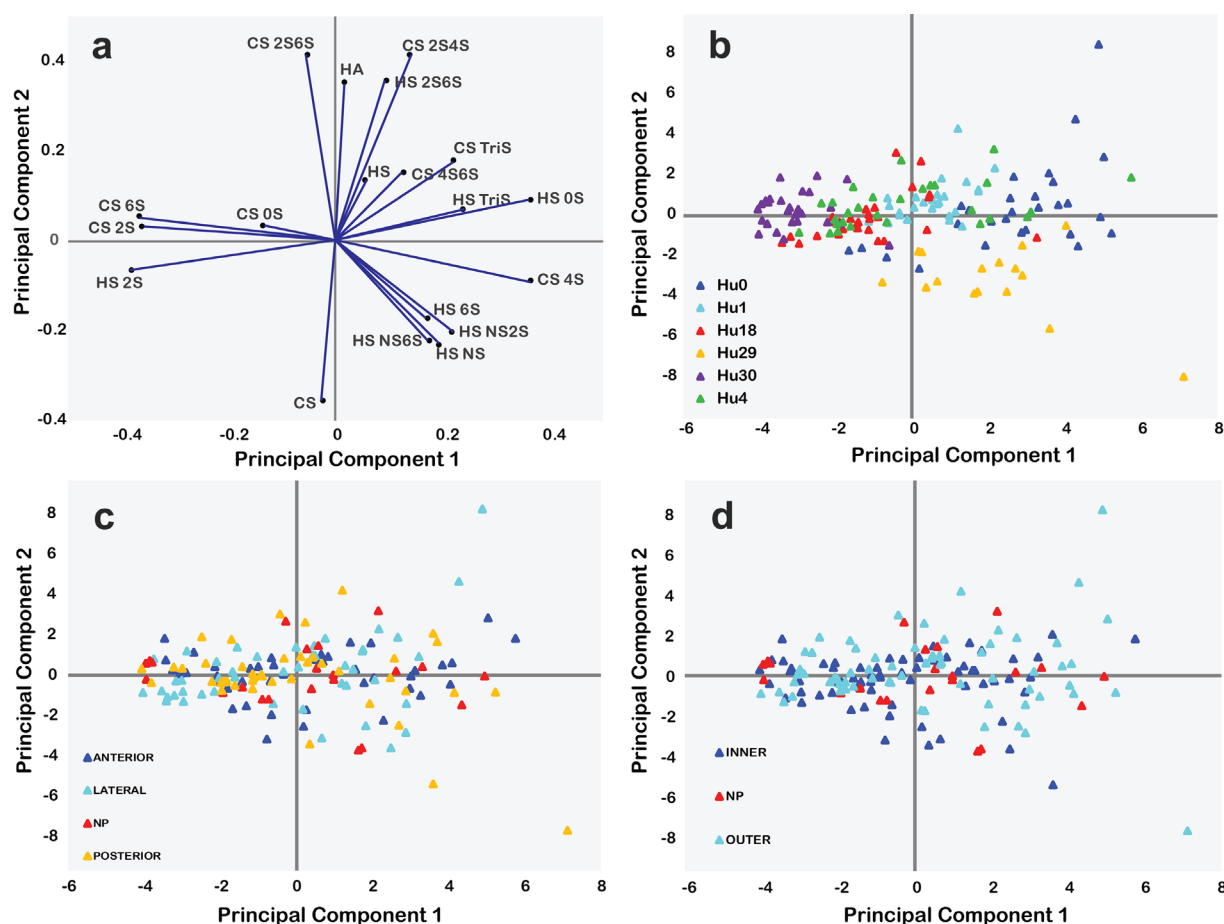 a
CS 2S6S
CS 2S4S
HA
HS 2S6S
CS TriS
HS
CS 4S6S
HS TriS
HS 0S
CS 6S
CS 0S
CS 2S
HS 2S
CS 4S
HS 6S
HS NS2S
HS NS6S
HS NS
CS
0.4
0.2
0
-0.2
-0.4
-0.4
-0.2
0
0.2
0.4
Principal Component 1
Principal Component 2
b
8
6
4
2
0
-2
-4
-6
-8
Hu0
Hu1
Hu18
Hu29
Hu30
Hu4
-6
-4
-2
0
2
4
6
8
Principal Component 1
Principal Component 2
c
8
6
4
2
0
-2
-4
-6
-8
ANTERIOR
LATERAL
NP
POSTERIOR
-6
-4
-2
0
2
4
6
8
Principal Component 1
Principal Component 2
d
8
6
4
2
0
-2
-4
-6
-8
INNER
NP
OUTER
-6
-4
-2
0
2
4
6
8
Principal Component 1
Principal Component 2